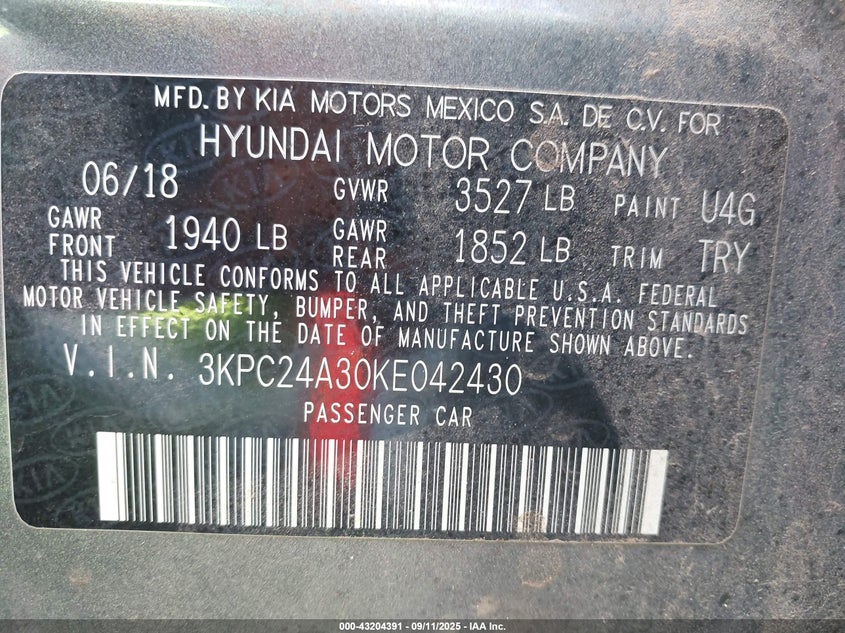 MFD. BY KIA MOTORS MEXICO S.A. DE C.V. FOR
HYUNDAI MOTOR COMPANY
06/18 GVWR 3527 LB PAINT U4G
GAWR FRONT 1940 LB GAWR REAR 1852 LB TRIM TRY
THIS VEHICLE CONFORMS TO ALL APPLICABLE U.S.A. FEDERAL
MOTOR VEHICLE SAFETY, BUMPER, AND THEFT PREVENTION STANDARDS
IN EFFECT ON THE DATE OF MANUFACTURE SHOWN ABOVE.
V.I.N. 3KPC24A30KE042430
PASSENGER CAR
000-43204391 - 09/11/2025 - IAA Inc.